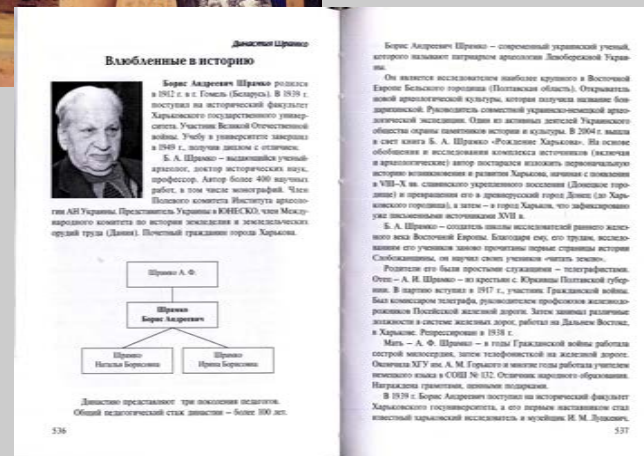 Династия Шрамко
Влюбленные в историю
Борис Андреевич Шрамко родился
в 1912 г. в г. Гомель (Беларусь). В 1939 г.
поступил на исторический факультет
Харьковского государственного универ-
ситета. Участник Великой Отечественной
войны. Учебу в университете завершил
в 1949 г., получив диплом с отличием.
Б. А. Шрамко – выдающийся ученый-
археолог, доктор исторических наук,
профессор. Автор более 400 научных
работ, в том числе монографий. Член
Полевого комитета Института археоло-
гии АН Украины. Представитель Украины в ЮНЕСКО, член Между-
народного комитета по истории земледелия и земледельческих
орудий труда (Дания). Почетный гражданин города Харькова.
Шрамко А. Ф.
Шрамко
Борис Андреевич
Шрамко
Наталья Борисовна
Шрамко
Ирина Борисовна
Династию представляют три поколения педагогов.
Общий педагогический стаж династии – более 100 лет.
536
Борис Андреевич Шрамко – современный украинский ученый,
которого называют патриархом археологии Левобережной Украи-
ны.
Он является исследователем наиболее крупного в Восточной
Европе Бельского городища (Полтавская область). Открыватель
новой археологической культуры, которая получила название бон-
дарихинской. Руководитель совместной украинско-немецкой архео-
логической экспедиции. Один из активных деятелей Украинского
общества охраны памятников истории и культуры. В 2004 г. вышла
в свет книга Б. А. Шрамко «Рождение Харькова». На основе
обобщения и исследования комплекса источников (включая
и археологические) автор постарался изложить первоначальную
историю возникновения и развития Харькова, начиная с появления
в VIII–X вв. славянского укрепленного поселения (Донецкое горо-
дище) и превращения его в древнерусский город Донец (до Харь-
ковского городища), а затем – в город Харьков, что зафиксировано
уже письменными источниками XVII в.
Б. А. Шрамко – создатель школы исследователей раннего желез-
ного века Восточной Европы. Благодаря ему, его трудам, исследо-
ваниям его учеников заново прочитаны первые страницы истории
Слобожанщины, он научил своих учеников «читать землю».
Родители его были простыми служащими – телеграфистами.
Отец – А. И. Шрамко – из крестьян с. Юрковцы Полтавской губер-
нии. В партию вступил в 1917 г., участник Гражданской войны.
Был комиссаром телеграфа, руководителем профсоюзов железнодо-
рожников Посейской железной дороги. Затем занимал различные
должности в системе железных дорог, работал на Дальнем Востоке,
в Харькове. Репрессирован в 1938 г.
Мать – А. Ф. Шрамко – в годы Гражданской войны работала
сестрой милосердия, затем телефонисткой на железной дороге.
Окончила ХГУ им. А. М. Горького и многие годы работала учителем
немецкого языка в СОШ № 132. Отличник народного образования.
Награждена грамотами, ценными подарками.
В 1939 г. Борис Андреевич поступил на исторический факультет
Харьковского госуниверситета, а его первым наставником стал
известный харьковский исследователь и музейщик И. М. Луцкевич.
537